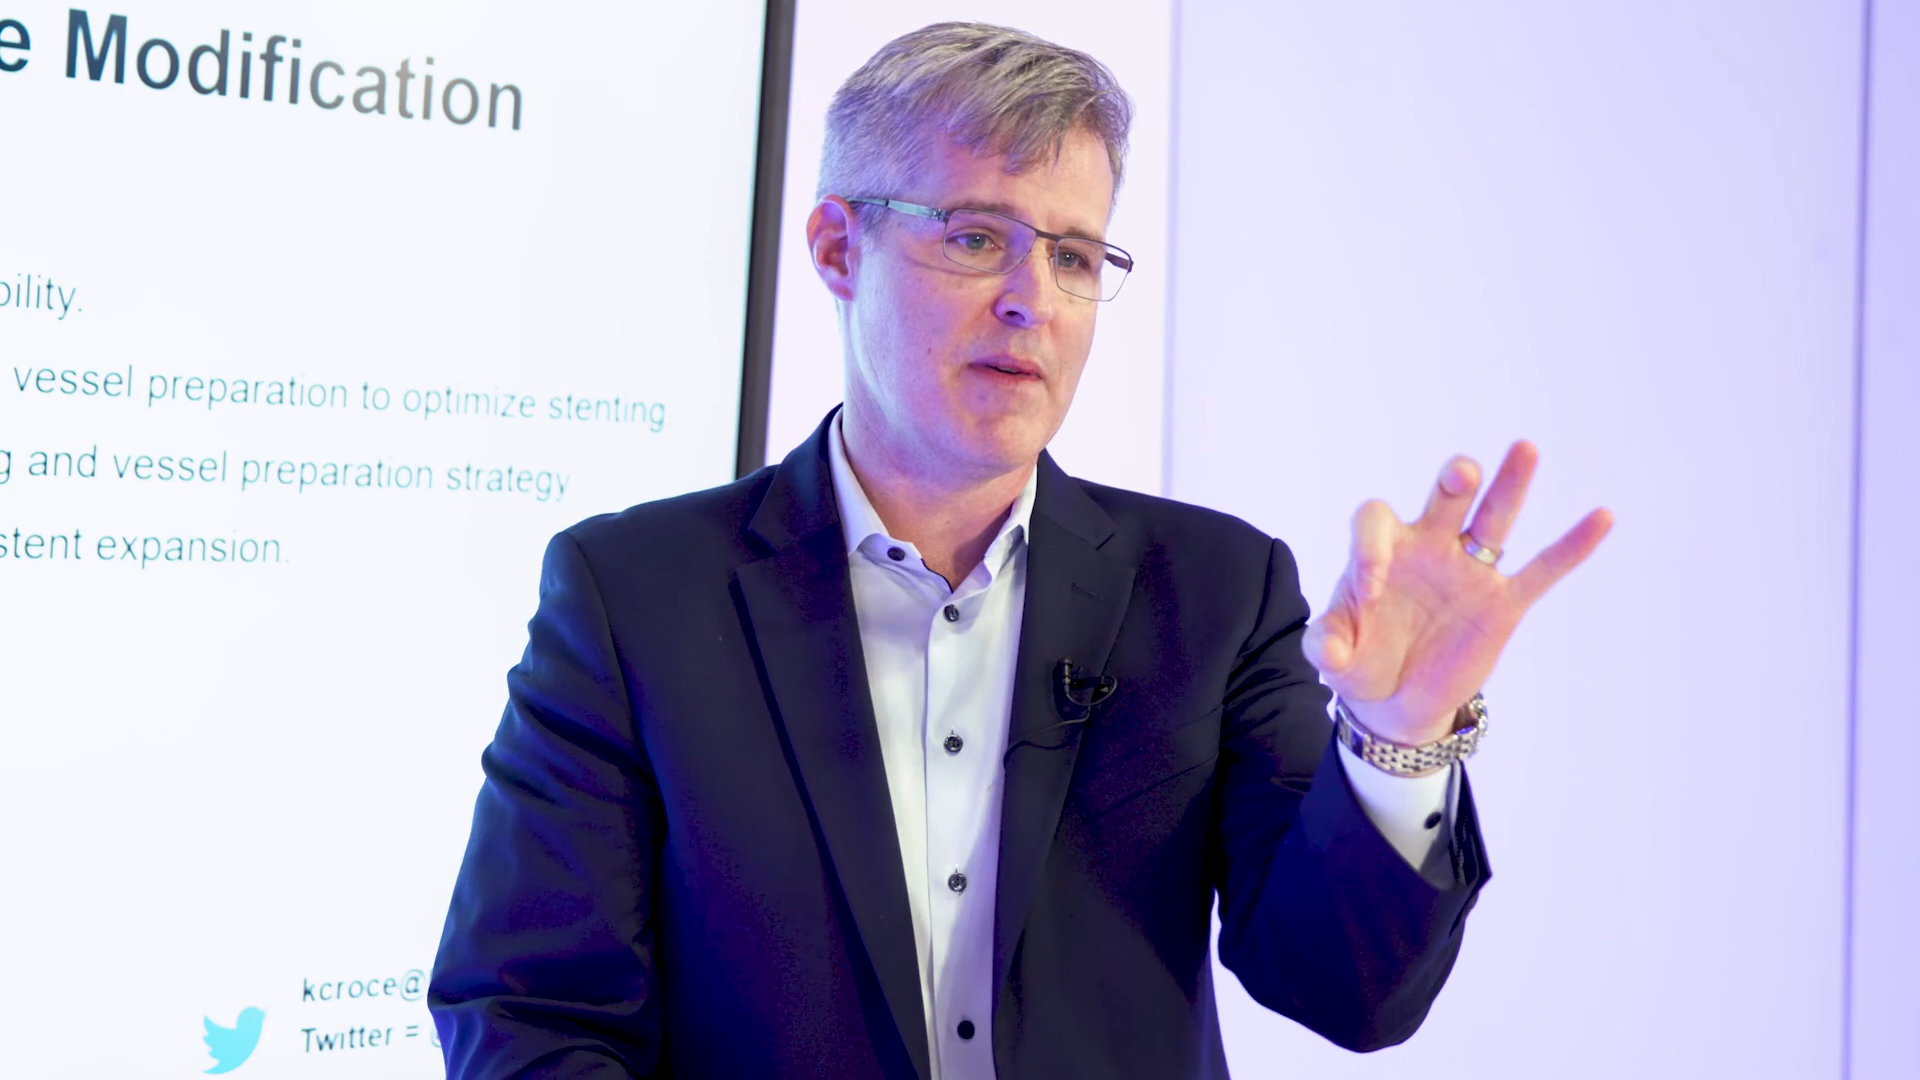 e Modification
bility.
vessel preparation to optimize stenting.
g and vessel preparation strategy
stent expansion.
kcroce@
Twitter =